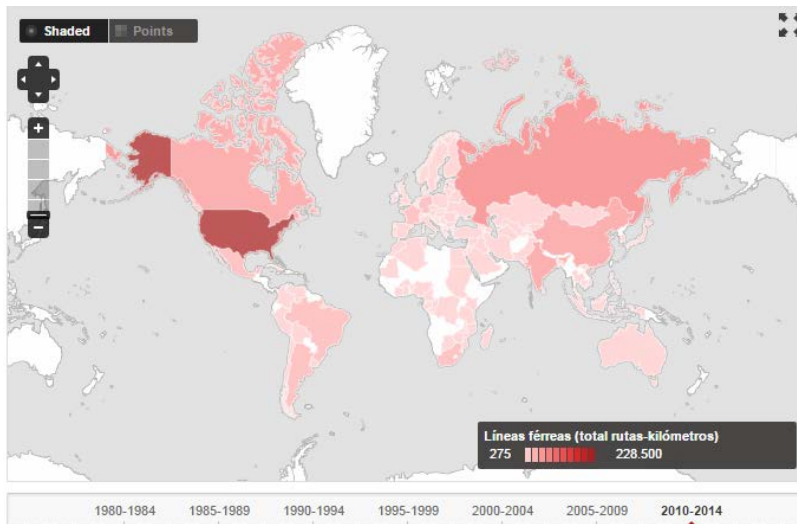 Shaded Points
+
−
Líneas férreas (total rutas-kilómetros)
275 228.500
1980-1984 1985-1989 1990-1994 1995-1999 2000-2004 2005-2009 2010-2014